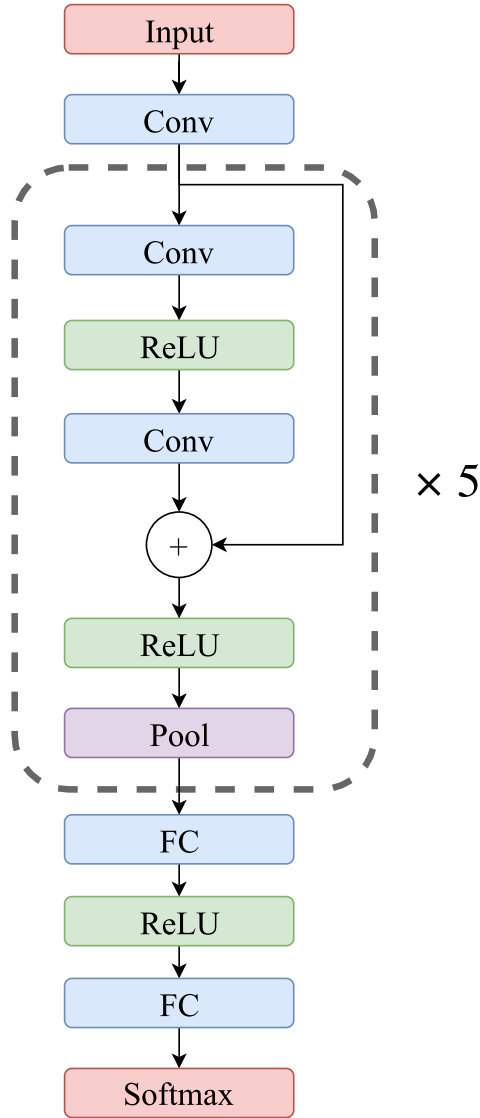 Input
Conv
Conv
ReLU
Conv
× 5
+
ReLU
Pool
FC
ReLU
FC
Softmax